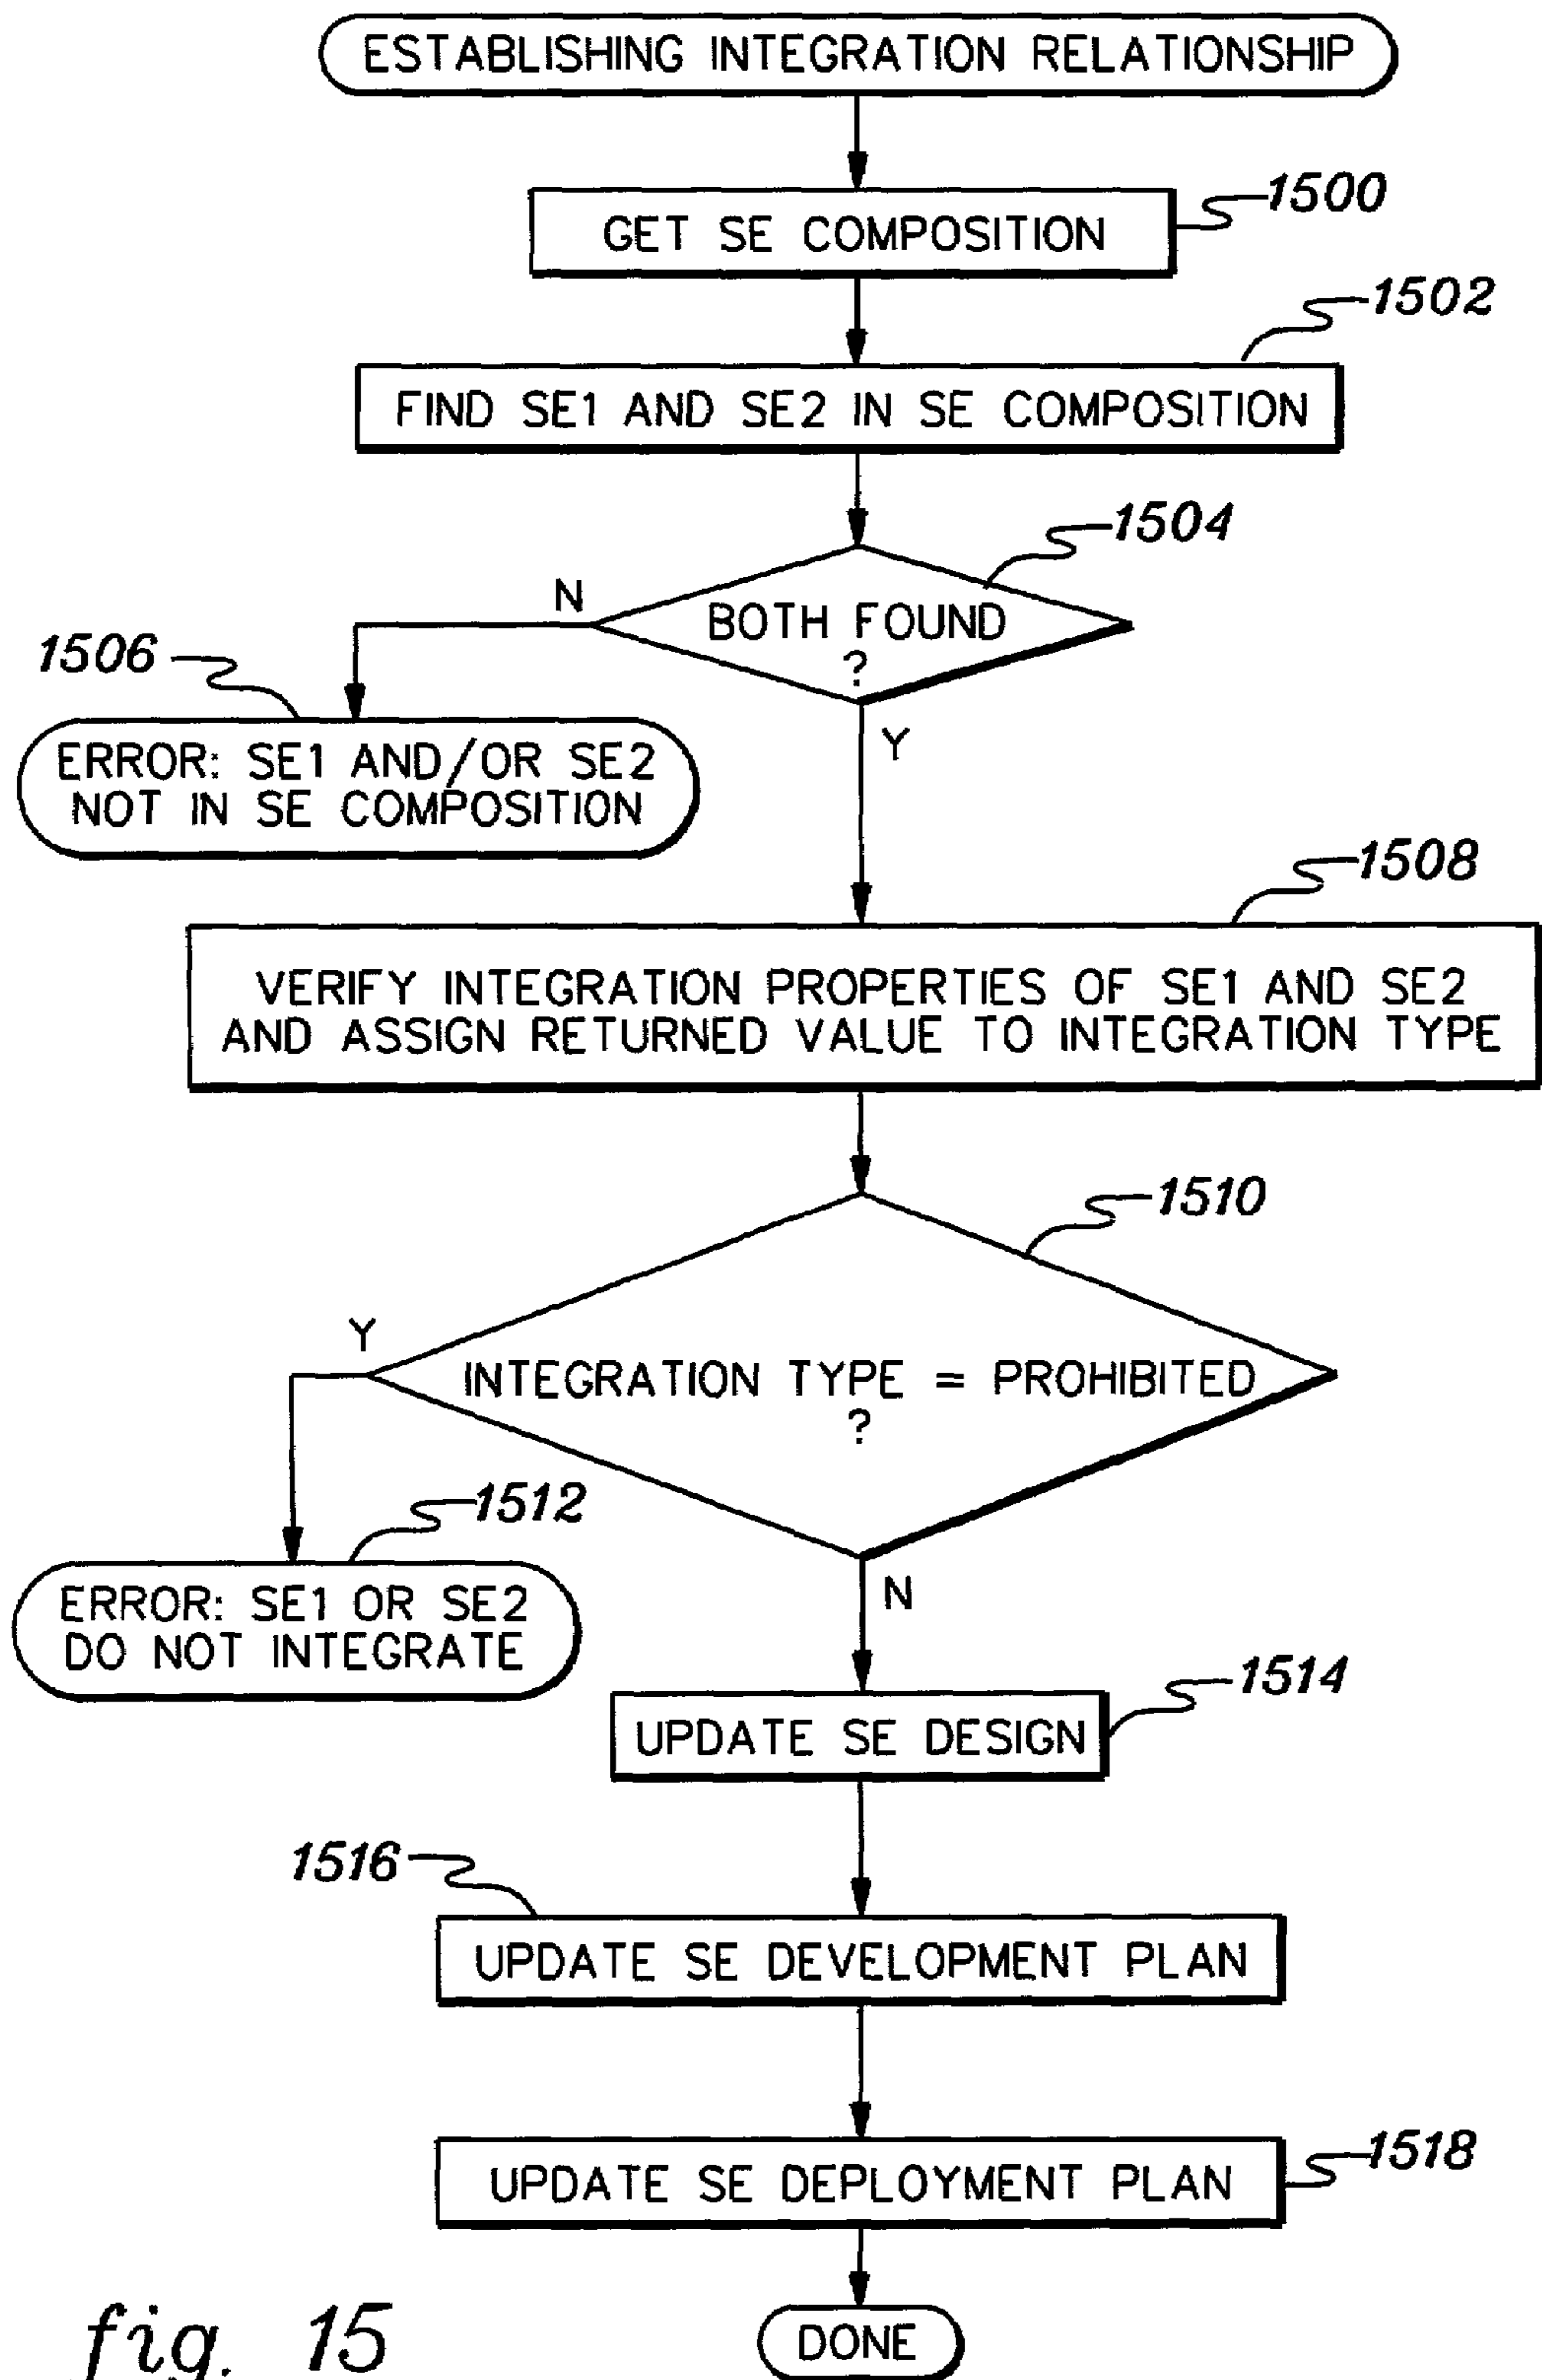 ESTABLISHING INTEGRATION RELATIONSHIP
1500
GET SE COMPOSITION
1502
FIND SE1 AND SE2 IN SE COMPOSITION
1504
N
BOTH FOUND
?
1506
Y
ERROR: SE1 AND/OR SE2
NOT IN SE COMPOSITION
1508
VERIFY INTEGRATION PROPERTIES OF SE1 AND SE2
AND ASSIGN RETURNED VALUE TO INTEGRATION TYPE
1510
Y
INTEGRATION TYPE = PROHIBITED
?
1512
N
ERROR: SE1 OR SE2
DO NOT INTEGRATE
1514
UPDATE SE DESIGN
1516
UPDATE SE DEVELOPMENT PLAN
1518
UPDATE SE DEPLOYMENT PLAN
DONE
fig. 15